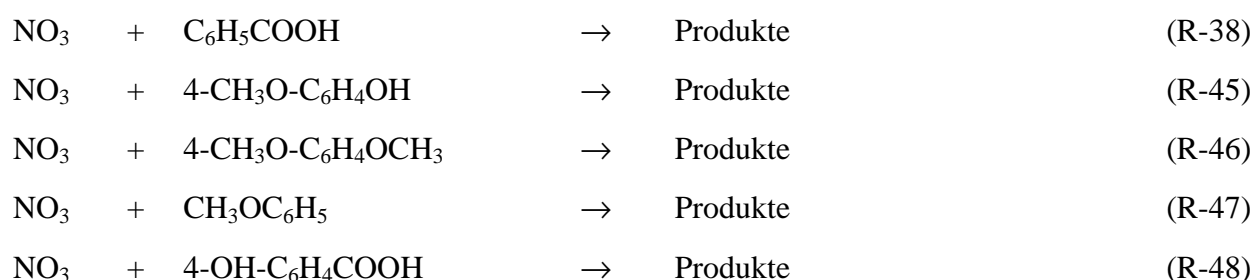 NO₃ + C₆H₅COOH → Produkte (R-38)
NO₃ + 4-CH₃O-C₆H₄OH → Produkte (R-45)
NO₃ + 4-CH₃O-C₆H₄OCH₃ → Produkte (R-46)
NO₃ + CH₃OC₆H₅ → Produkte (R-47)
NO₃ + 4-OH-C₆H₄COOH → Produkte (R-48)